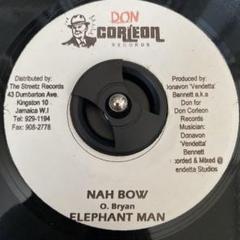 DON
CORLEON
RECORDS
Distributed by:
The Streetz Records
43 Dumbarton Ave.
Kingston 10
Jamaica W.I
Tel: 929-1194
Fax: 908-2778
Produced by:
Donavon 'Vendetta'
Bennett a.k.a
Don for
Don Corleon
Records
Musician:
Donavon
'Vendetta'
Bennett
ecorded & Mixed @
endetta Studios
NAH BOW
O. Bryan
ELEPHANT MAN